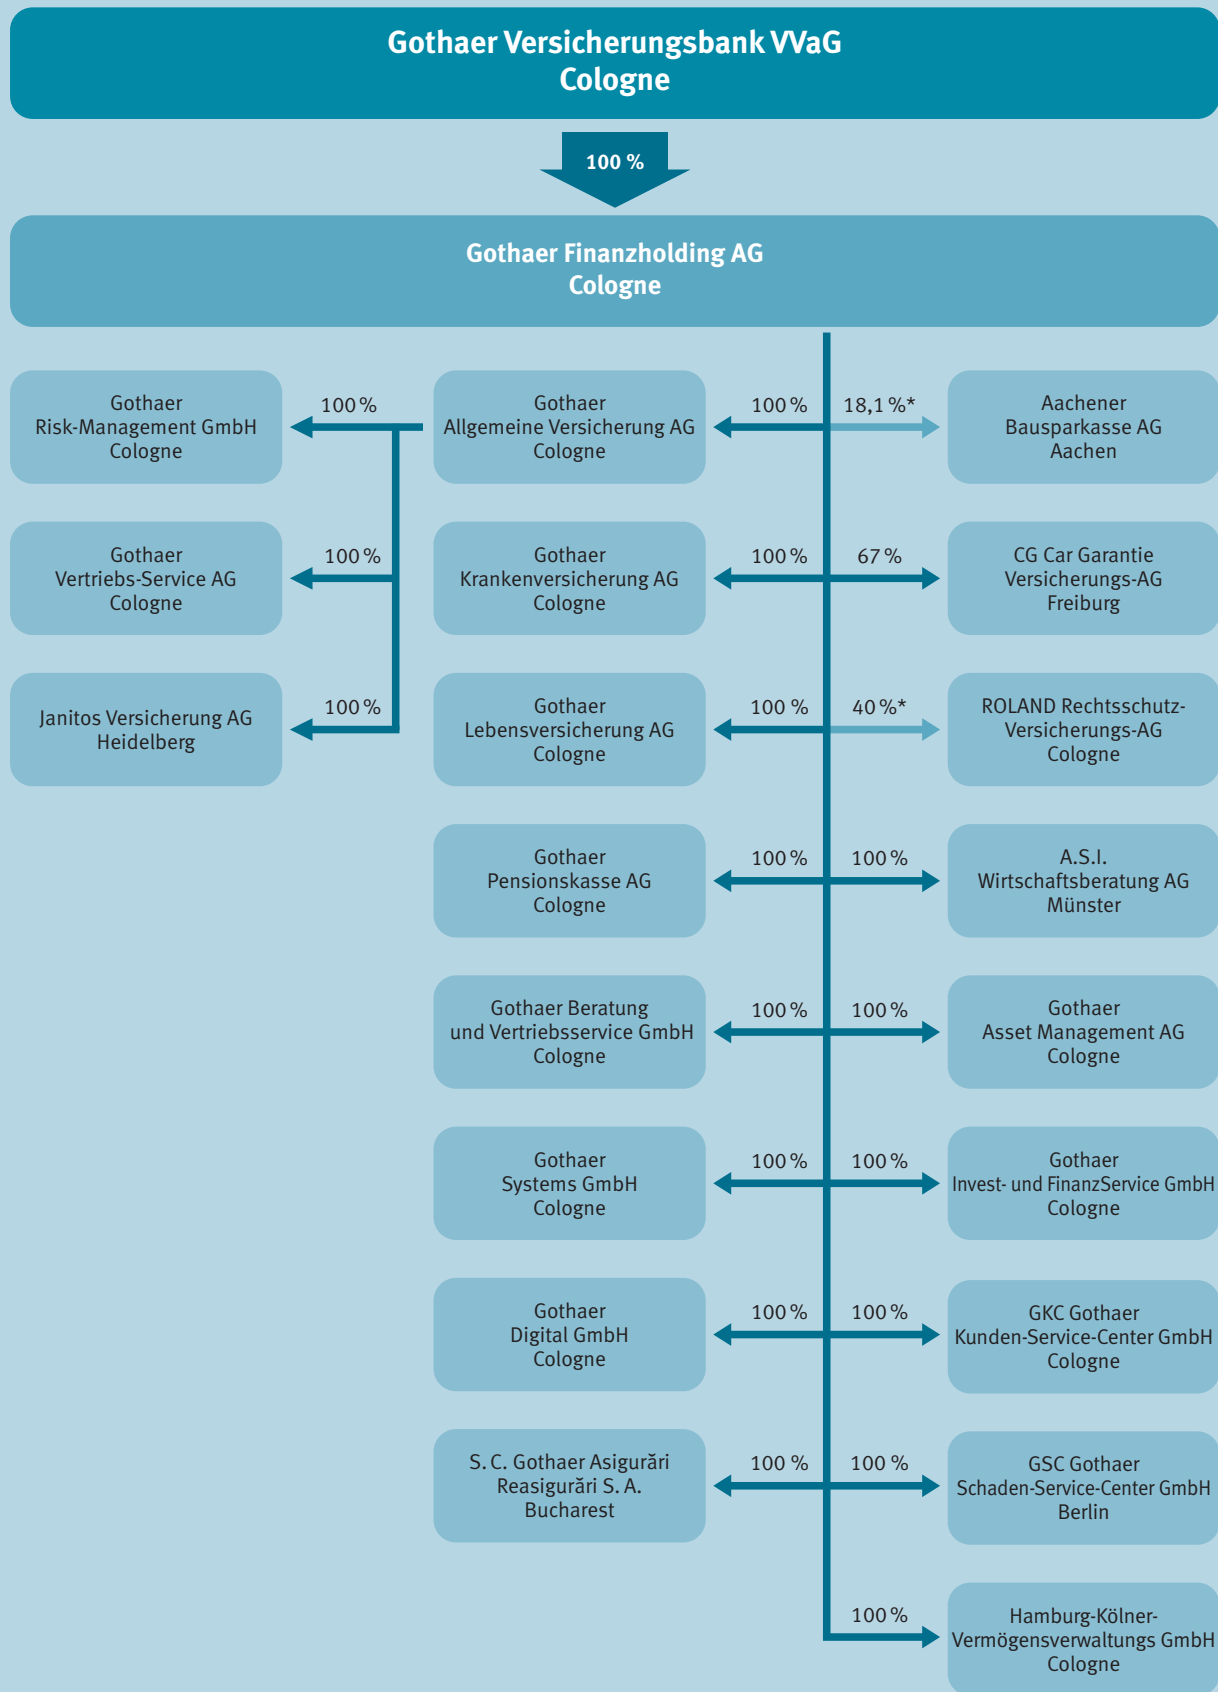 Gothaer Versicherungsbank VVaG
Cologne
100 %
Gothaer Finanzholding AG
Cologne
Gothaer
Risk-Management GmbH
Cologne
100 %
Gothaer
Allgemeine Versicherung AG
Cologne
100 %
18,1 %*
Aachener
Bausparkasse AG
Aachen
Gothaer
Vertriebs-Service AG
Cologne
100 %
Gothaer
Krankenversicherung AG
Cologne
100 %
67 %
CG Car Garantie
Versicherungs-AG
Freiburg
Janitos Versicherung AG
Heidelberg
100 %
Gothaer
Lebensversicherung AG
Cologne
100 %
40 %*
ROLAND Rechtsschutz-
Versicherungs-AG
Cologne
Gothaer
Pensionskasse AG
Cologne
100 %
100 %
A.S.I.
Wirtschaftsberatung AG
Münster
Gothaer Beratung
und Vertriebsservice GmbH
Cologne
100 %
100 %
Gothaer
Asset Management AG
Cologne
Gothaer
Systems GmbH
Cologne
100 %
100 %
Gothaer
Invest- und FinanzService GmbH
Cologne
Gothaer
Digital GmbH
Cologne
100 %
100 %
GKC Gothaer
Kunden-Service-Center GmbH
Cologne
S. C. Gothaer Asigurări
Reasigurări S. A.
Bucharest
100 %
100 %
GSC Gothaer
Schaden-Service-Center GmbH
Berlin
100 %
Hamburg-Kölner-
Vermögensverwaltungs GmbH
Cologne